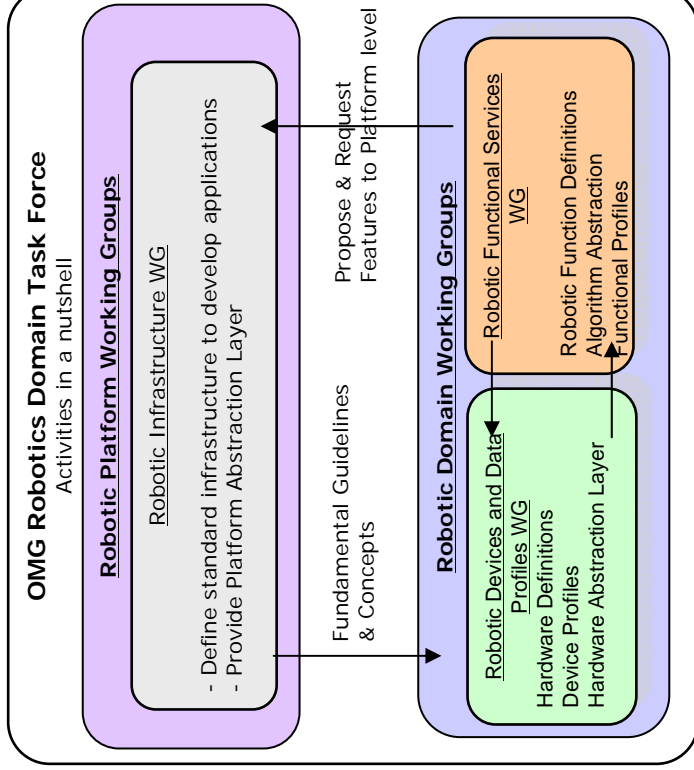 OMG Robotics Domain Task Force
Activities in a nutshell
Robotic Platform Working Groups
Robotic Infrastructure WG
- Define standard infrastructure to develop applications
- Provide Platform Abstraction Layer
Fundamental Guidelines
& Concepts
Propose & Request
Features to Platform level
Robotic Domain Working Groups
Robotic Devices and Data
Profiles WG
Hardware Definitions
Device Profiles
Hardware Abstraction Layer
Robotic Functional Services
WG
Robotic Function Definitions
Algorithm Abstraction
Functional Profiles